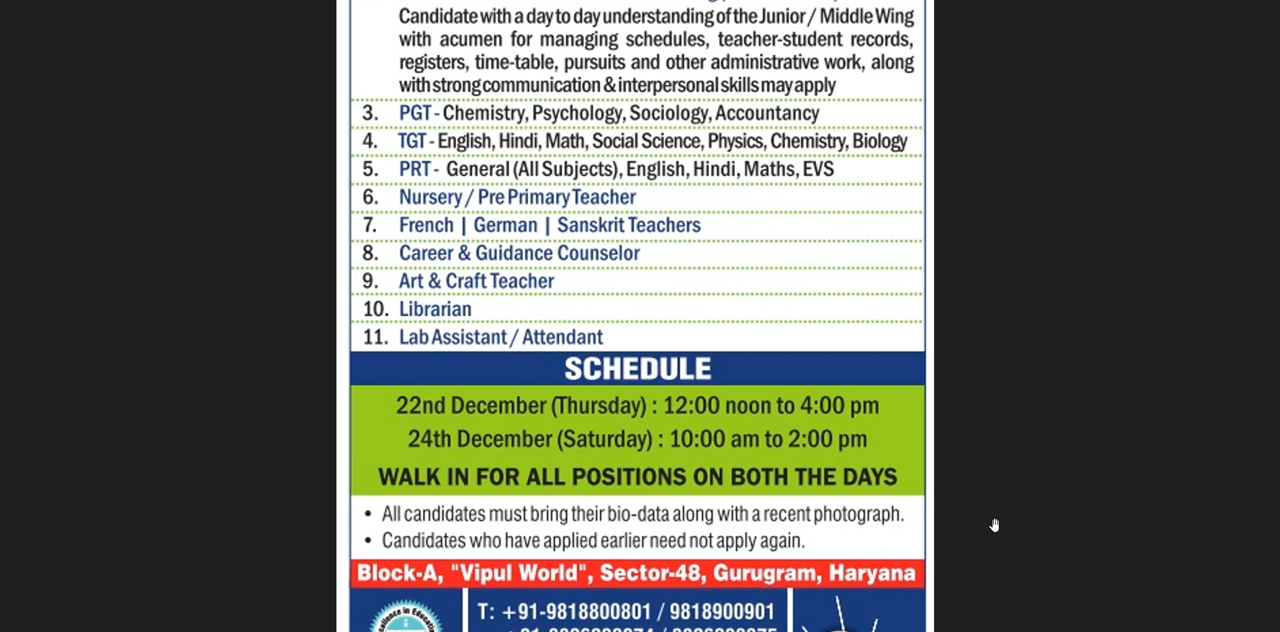 Candidate with a day to day understanding of the Junior / Middle Wing
with acumen for managing schedules, teacher-student records,
registers, time-table, pursuits and other administrative work, along
with strong communication & interpersonal skills may apply
3. PGT - Chemistry, Psychology, Sociology, Accountancy
4. TGT - English, Hindi, Math, Social Science, Physics, Chemistry, Biology
5. PRT - General (All Subjects), English, Hindi, Maths, EVS
6. Nursery / Pre Primary Teacher
7. French | German | Sanskrit Teachers
8. Career & Guidance Counselor
9. Art & Craft Teacher
10. Librarian
11. Lab Assistant / Attendant
SCHEDULE
22nd December (Thursday) : 12:00 noon to 4:00 pm
24th December (Saturday) : 10:00 am to 2:00 pm
WALK IN FOR ALL POSITIONS ON BOTH THE DAYS
• All candidates must bring their bio-data along with a recent photograph.
• Candidates who have applied earlier need not apply again.
Block-A, "Vipul World", Sector-48, Gurugram, Haryana
T: +91-9818800801 / 9818900901